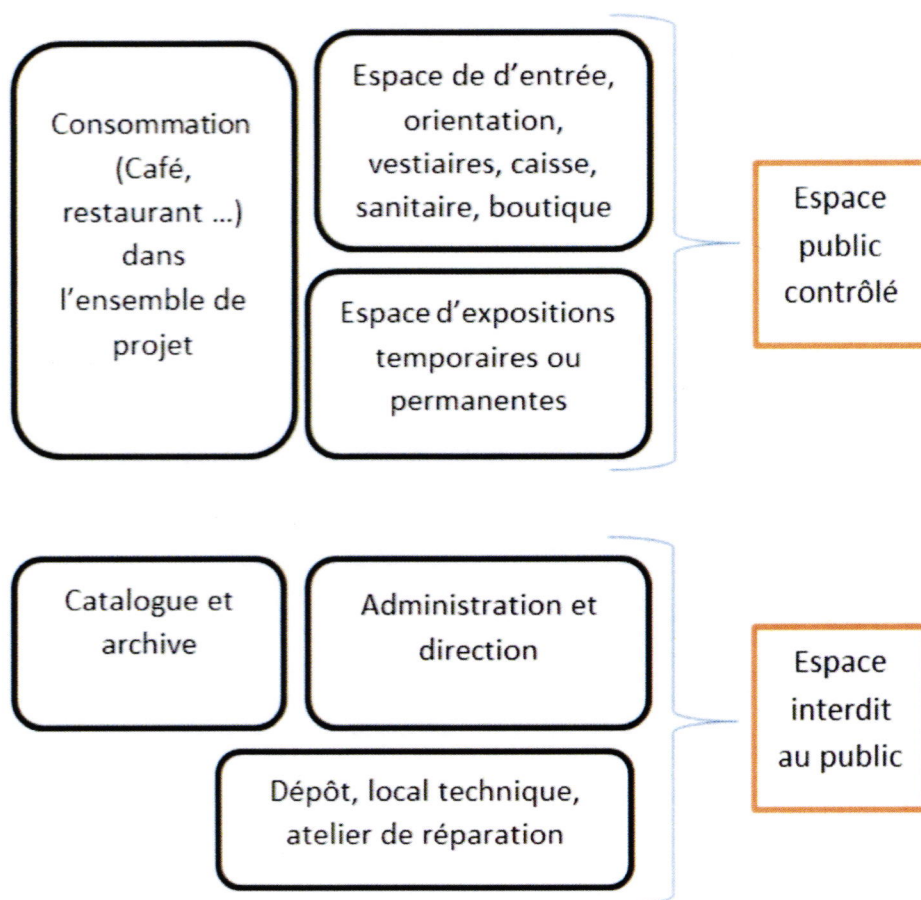 Consommation
(Café,
restaurant ...)
dans
l'ensemble de
projet
Espace de d'entrée,
orientation,
vestiaires, caisse,
sanitaire, boutique
Espace d'expositions
temporaires ou
permanentes
Espace
public
contrôlé
Catalogue et
archive
Administration et
direction
Dépôt, local technique,
atelier de réparation
Espace
interdit
au public